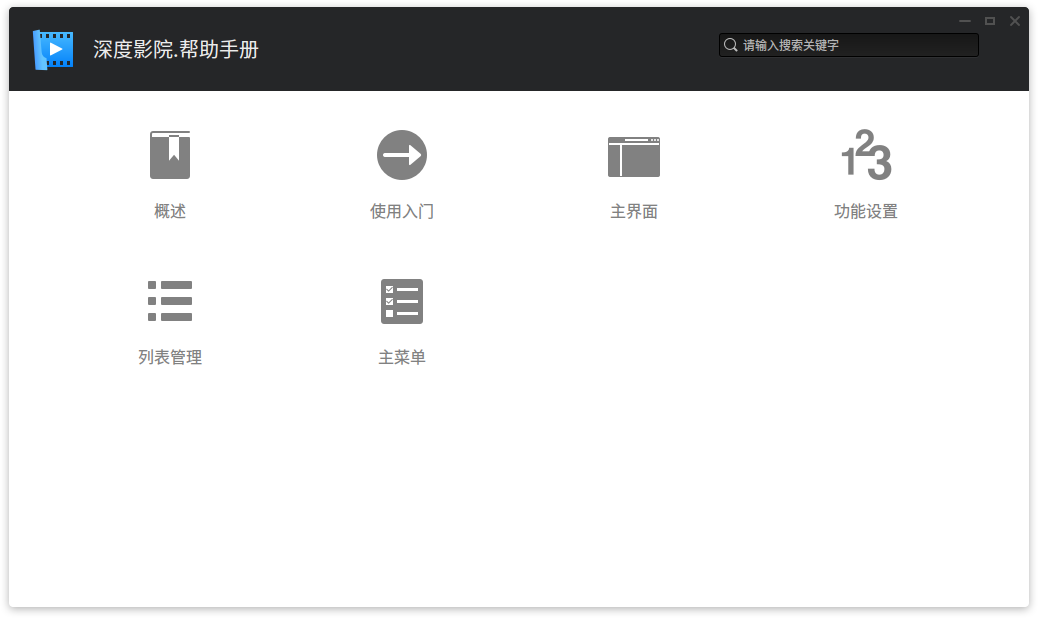 深度影院.帮助手册
请输入搜索关键字
概述
使用入门
主界面
功能设置
123
列表管理
主菜单